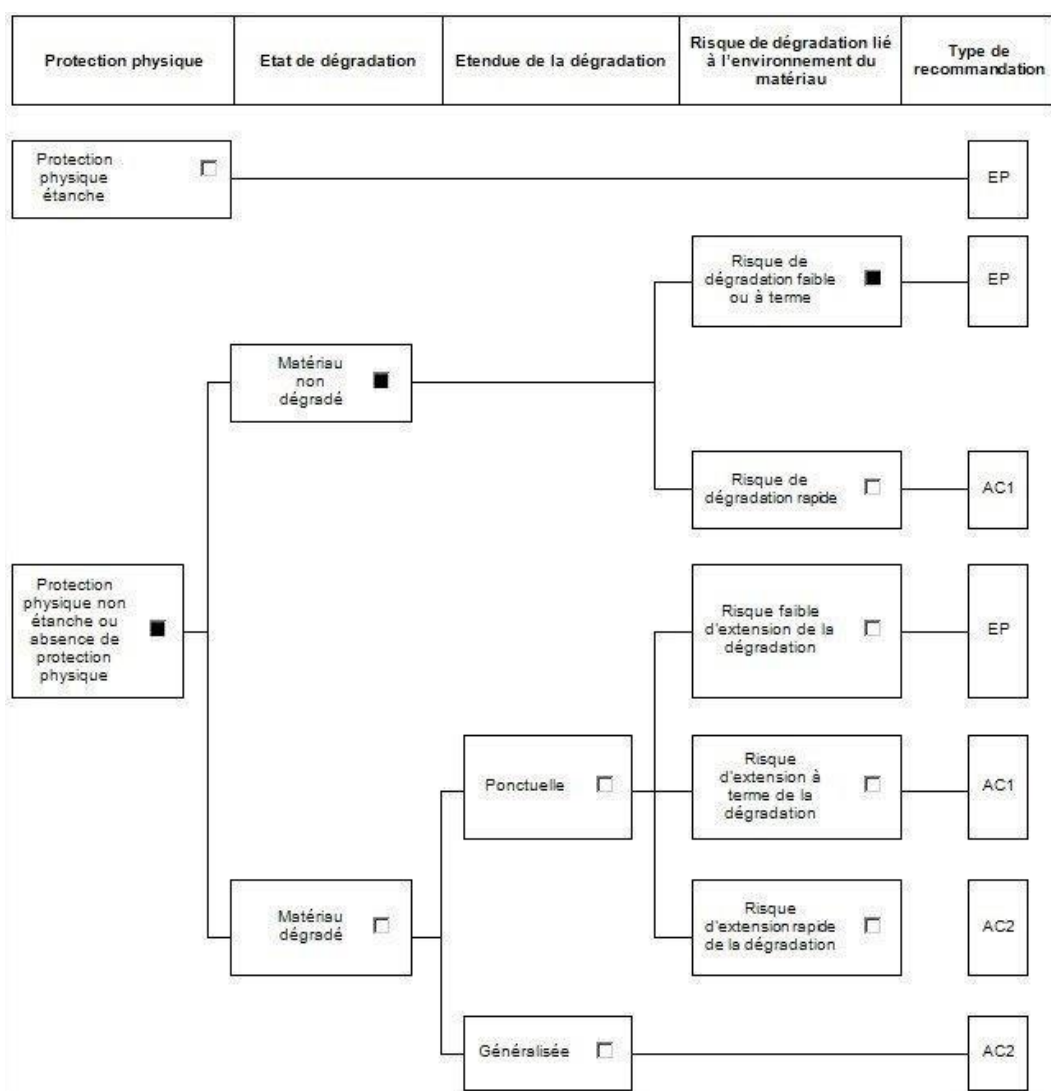 Protection physique
Etat de dégradation
Etendue de la dégradation
Risque de dégradation lié
à l'environnement du
matériau
Type de
recommandation
Protection
physique
étanche
EP
Risque de
dégradation faible
ou à terme
EP
Matériau
non
dégradé
Risque de
dégradation rapide
AC1
Protection
physique non
étanche ou
absence de
protection
physique
Risque faible
d'extension de la
dégradation
EP
Ponctuelle
Risque
d'extension à
terme de la
dégradation
AC1
Matériau
dégradé
Risque
d'extension rapide
de la dégradation
AC2
Généralisée
AC2